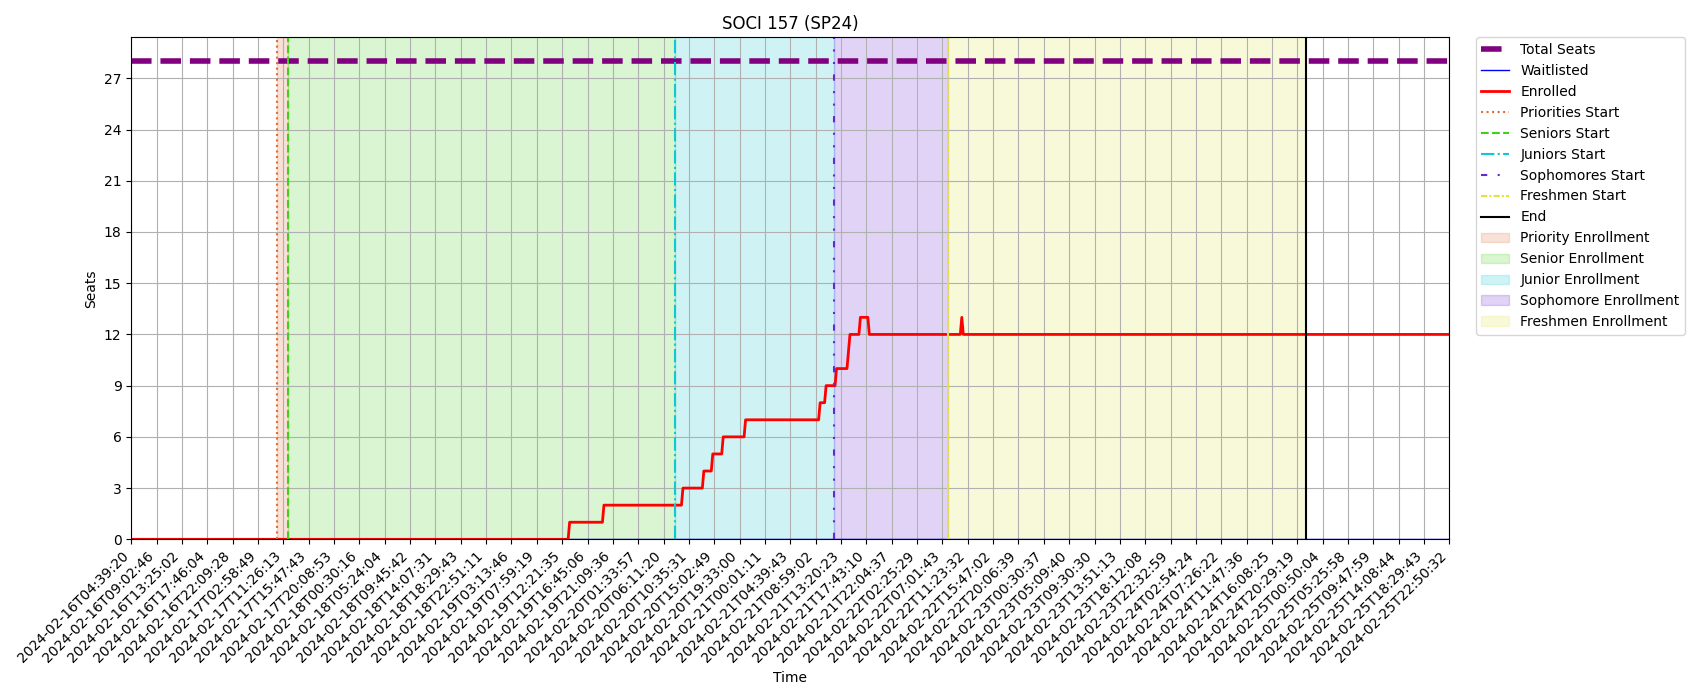 SOCI 157 (SP24)
Seats
27
24
21
18
15
12
9
6
3
0
2024-02-16T04:39:20
2024-02-16T09:02:46
2024-02-16T13:25:02
2024-02-16T17:46:04
2024-02-16T22:09:28
2024-02-17T02:58:49
2024-02-17T11:26:13
2024-02-17T15:47:43
2024-02-17T20:08:53
2024-02-18T00:30:16
2024-02-18T05:24:04
2024-02-18T09:45:42
2024-02-18T14:07:31
2024-02-18T18:29:43
2024-02-18T22:51:11
2024-02-19T03:13:46
2024-02-19T07:59:19
2024-02-19T12:21:35
2024-02-19T16:45:06
2024-02-19T21:09:36
2024-02-20T01:33:57
2024-02-20T06:11:20
2024-02-20T10:35:31
2024-02-20T15:02:49
2024-02-20T19:33:00
2024-02-21T00:01:11
2024-02-21T04:39:43
2024-02-21T08:59:02
2024-02-21T13:20:23
2024-02-21T17:43:10
2024-02-21T22:04:37
2024-02-22T02:25:29
2024-02-22T07:01:43
2024-02-22T11:23:32
2024-02-22T15:47:02
2024-02-22T20:06:39
2024-02-23T00:30:37
2024-02-23T05:09:40
2024-02-23T09:30:30
2024-02-23T13:51:13
2024-02-23T18:12:08
2024-02-23T22:32:59
2024-02-24T02:54:24
2024-02-24T07:26:22
2024-02-24T11:47:36
2024-02-24T16:08:25
2024-02-24T20:29:19
2024-02-25T00:50:04
2024-02-25T05:25:58
2024-02-25T09:47:59
2024-02-25T14:08:44
2024-02-25T18:29:43
2024-02-25T22:50:32
Time
Total Seats
Waitlisted
Enrolled
Priorities Start
Seniors Start
Juniors Start
Sophomores Start
Freshmen Start
End
Priority Enrollment
Senior Enrollment
Junior Enrollment
Sophomore Enrollment
Freshmen Enrollment